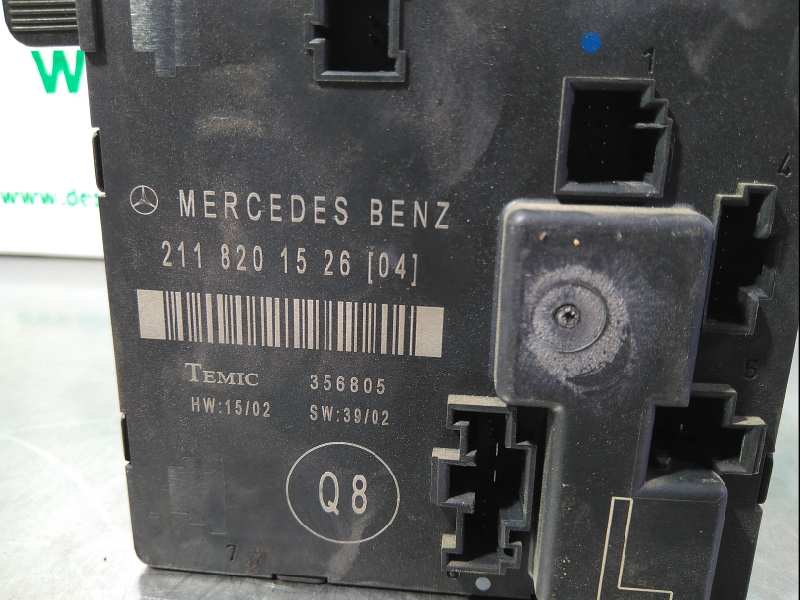 1
4
MERCEDES BENZ
211 820 15 26 [04]
TEMIC 356805
HW:15/02 SW:39/02
5
Q8
7
L